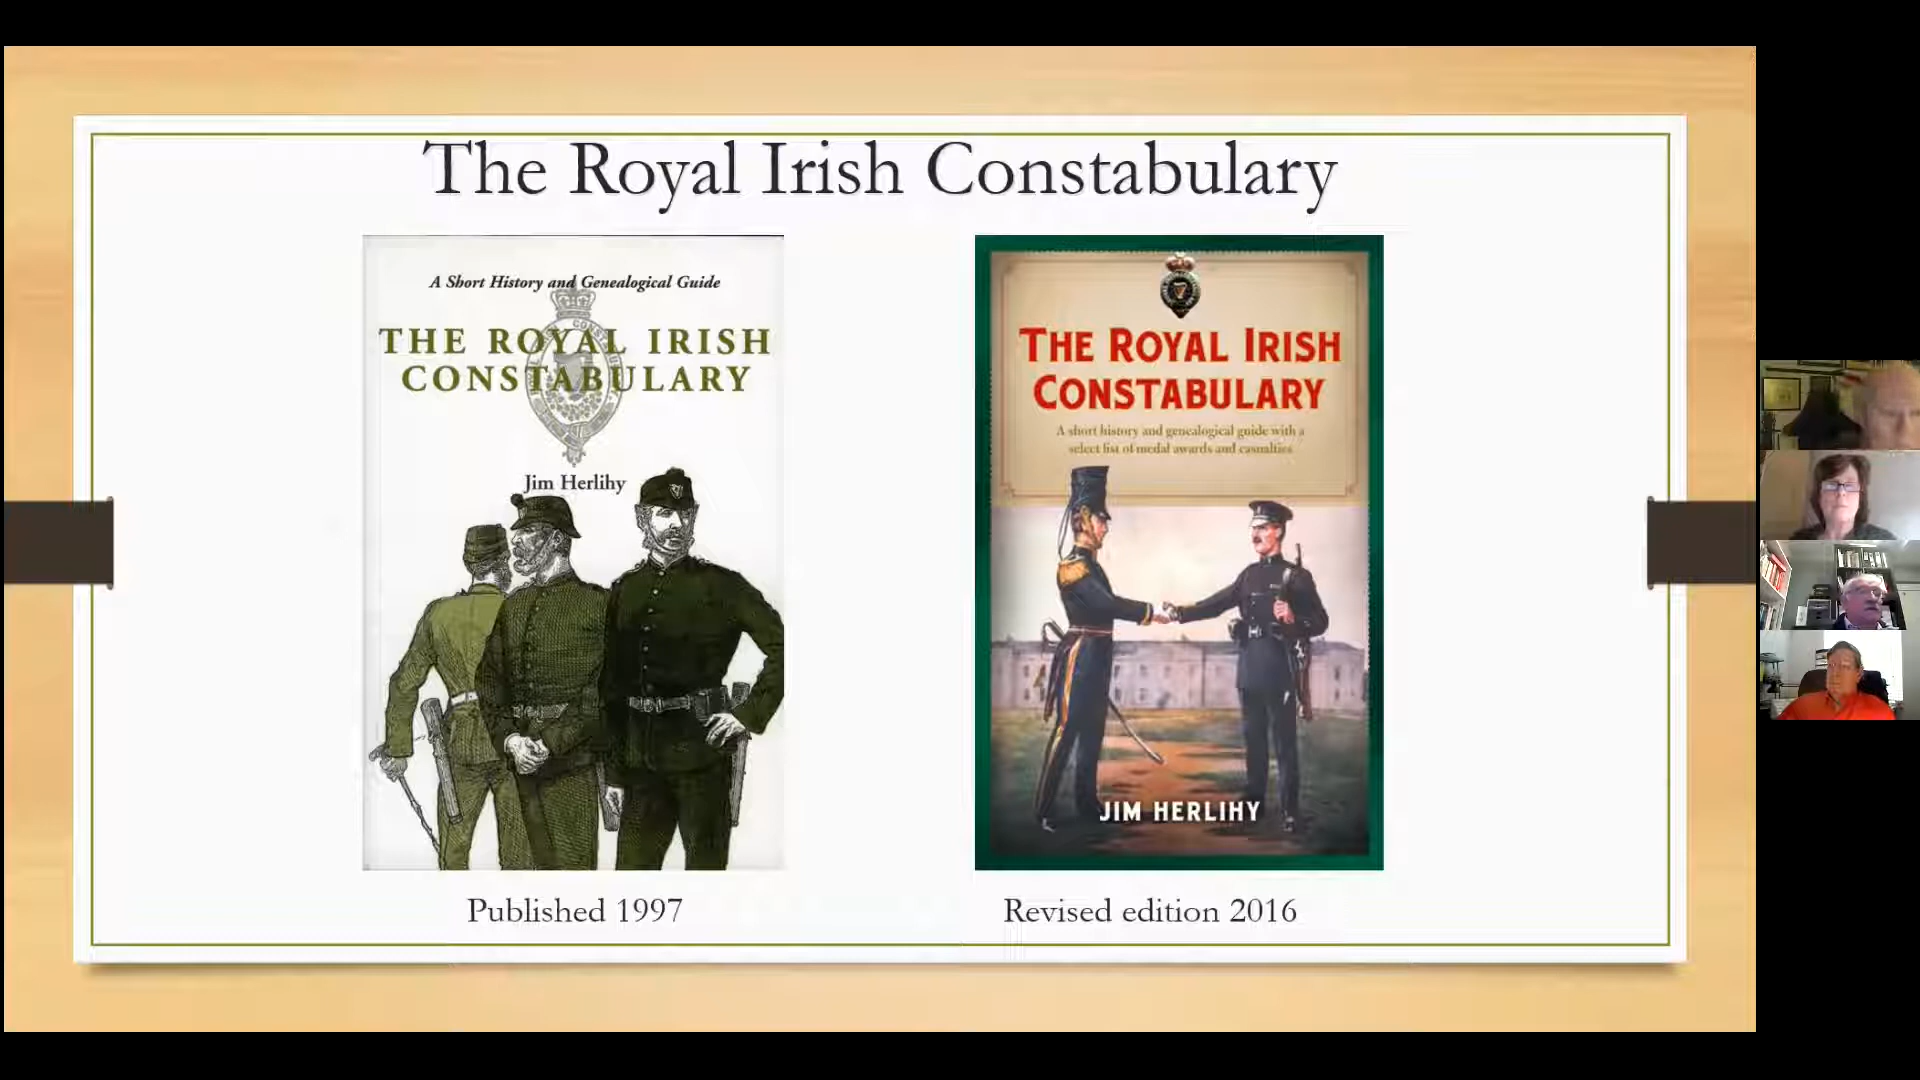 The Royal Irish Constabulary
A Short History and Genealogical Guide
THE ROYAL IRISH
CONSTABULARY
Jim Herlihy
Published 1997
THE ROYAL IRISH
CONSTABULARY
A short history and genealogical guide with a
select list of medal awards and casualties
JIM HERLIHY
Revised edition 2016